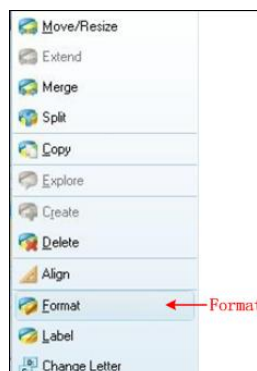 Move/Resize
Extend
Merge
Split
Copy
Explore
Create
Delete
Align
Format
Format
Label
Change Letter